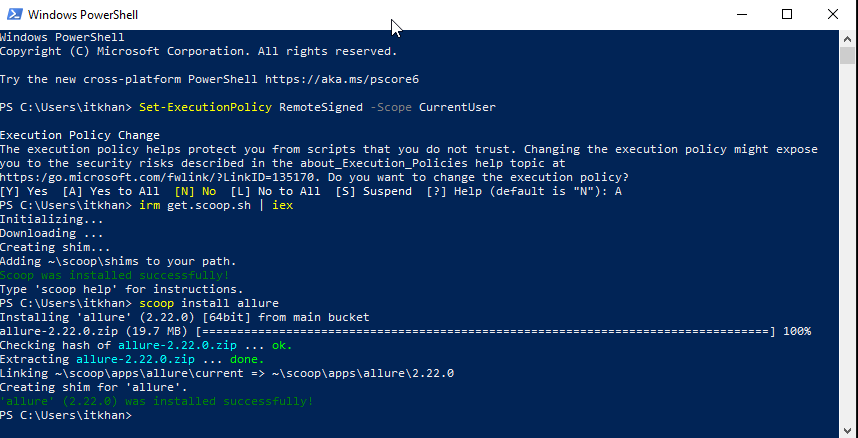 Windows PowerShell
Windows PowerShell
Copyright (C) Microsoft Corporation. All rights reserved.
Try the new cross-platform PowerShell https://aka.ms/pscore6
PS C:\Users\itkhan> Set-ExecutionPolicy RemoteSigned -Scope CurrentUser
Execution Policy Change
The execution policy helps protect you from scripts that you do not trust. Changing the execution policy might expose
you to the security risks described in the about_Execution_Policies help topic at
https:/go.microsoft.com/fwlink/?LinkID=135170. Do you want to change the execution policy?
[Y] Yes  [A] Yes to All  [N] No  [L] No to All  [S] Suspend  [?] Help (default is "N"): A
PS C:\Users\itkhan> irm get.scoop.sh | iex
Initializing...
Downloading ...
Creating shim...
Adding ~\scoop\shims to your path.
Scoop was installed successfully!
Type 'scoop help' for instructions.
PS C:\Users\itkhan> scoop install allure
Installing 'allure' (2.22.0) [64bit] from main bucket
allure-2.22.0.zip (19.7 MB) [=================================================================================] 100%
Checking hash of allure-2.22.0.zip ... ok.
Extracting allure-2.22.0.zip ... done.
Linking ~\scoop\apps\allure\current => ~\scoop\apps\allure\2.22.0
Creating shim for 'allure'.
'allure' (2.22.0) was installed successfully!
PS C:\Users\itkhan>